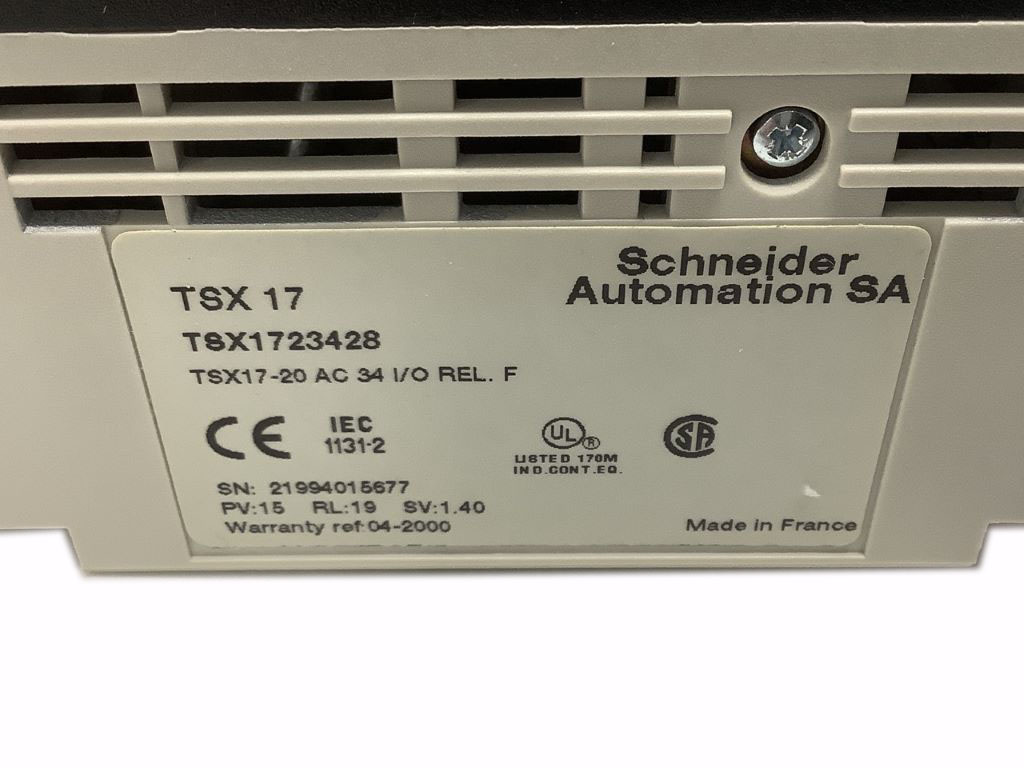 Schneider
Automation SA
TSX 17
TSX1723428
TSX17-20 AC 34 I/O REL. F
CE
IEC
1131-2
UL ®
LISTED 170M
IND.CONT.EQ.
SA
SN: 21994015677
PV:15 RL:19 SV:1.40
Warranty ref:04-2000
Made in France